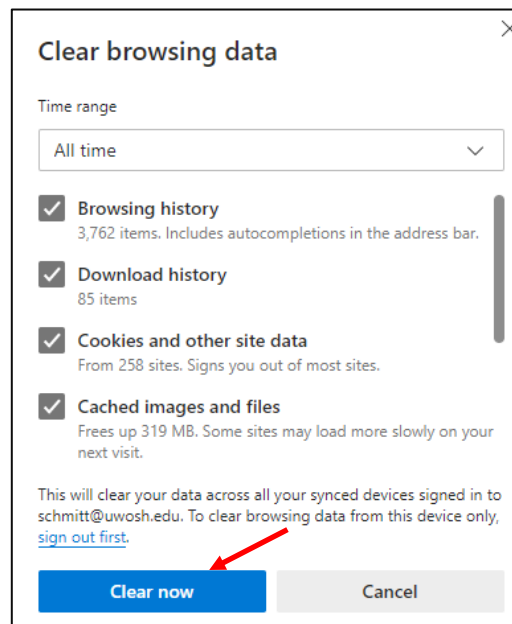 Clear browsing data
Time range
All time
Browsing history
3,762 items. Includes autocompletions in the address bar.
Download history
85 items
Cookies and other site data
From 258 sites. Signs you out of most sites.
Cached images and files
Frees up 319 MB. Some sites may load more slowly on your
next visit.
This will clear your data across all your synced devices signed in to
schmitt@uwosh.edu. To clear browsing data from this device only,
sign out first.
Clear now
Cancel